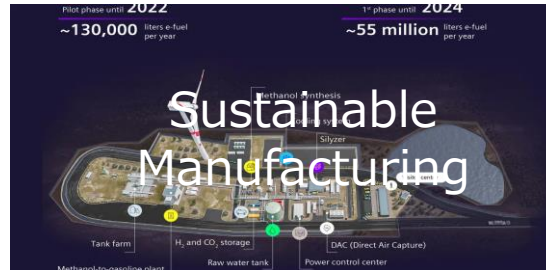 Pilot phase until 2022
1st phase until 2024
~130,000 liters e-fuel per year
~55 million liters e-fuel per year
Methanol synthesis
Sustainable
Silyzer
Manufacturing
Tank farm
H2 and CO2 storage
DAC (Direct Air Capture)
Raw water tank
Power control center
Methanol-to-gasoline plant